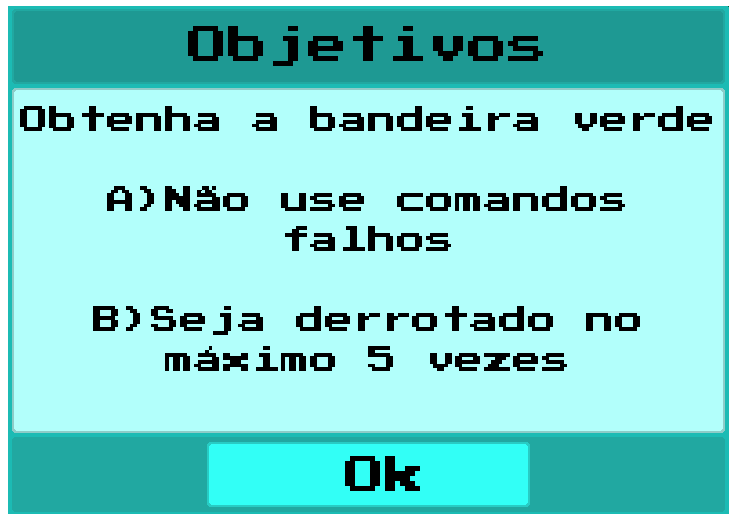 Objetivos
Obtenha a bandeira verde
A)Não use comandos
falhos
B)Seja derrotado no
máximo 5 vezes
Ok